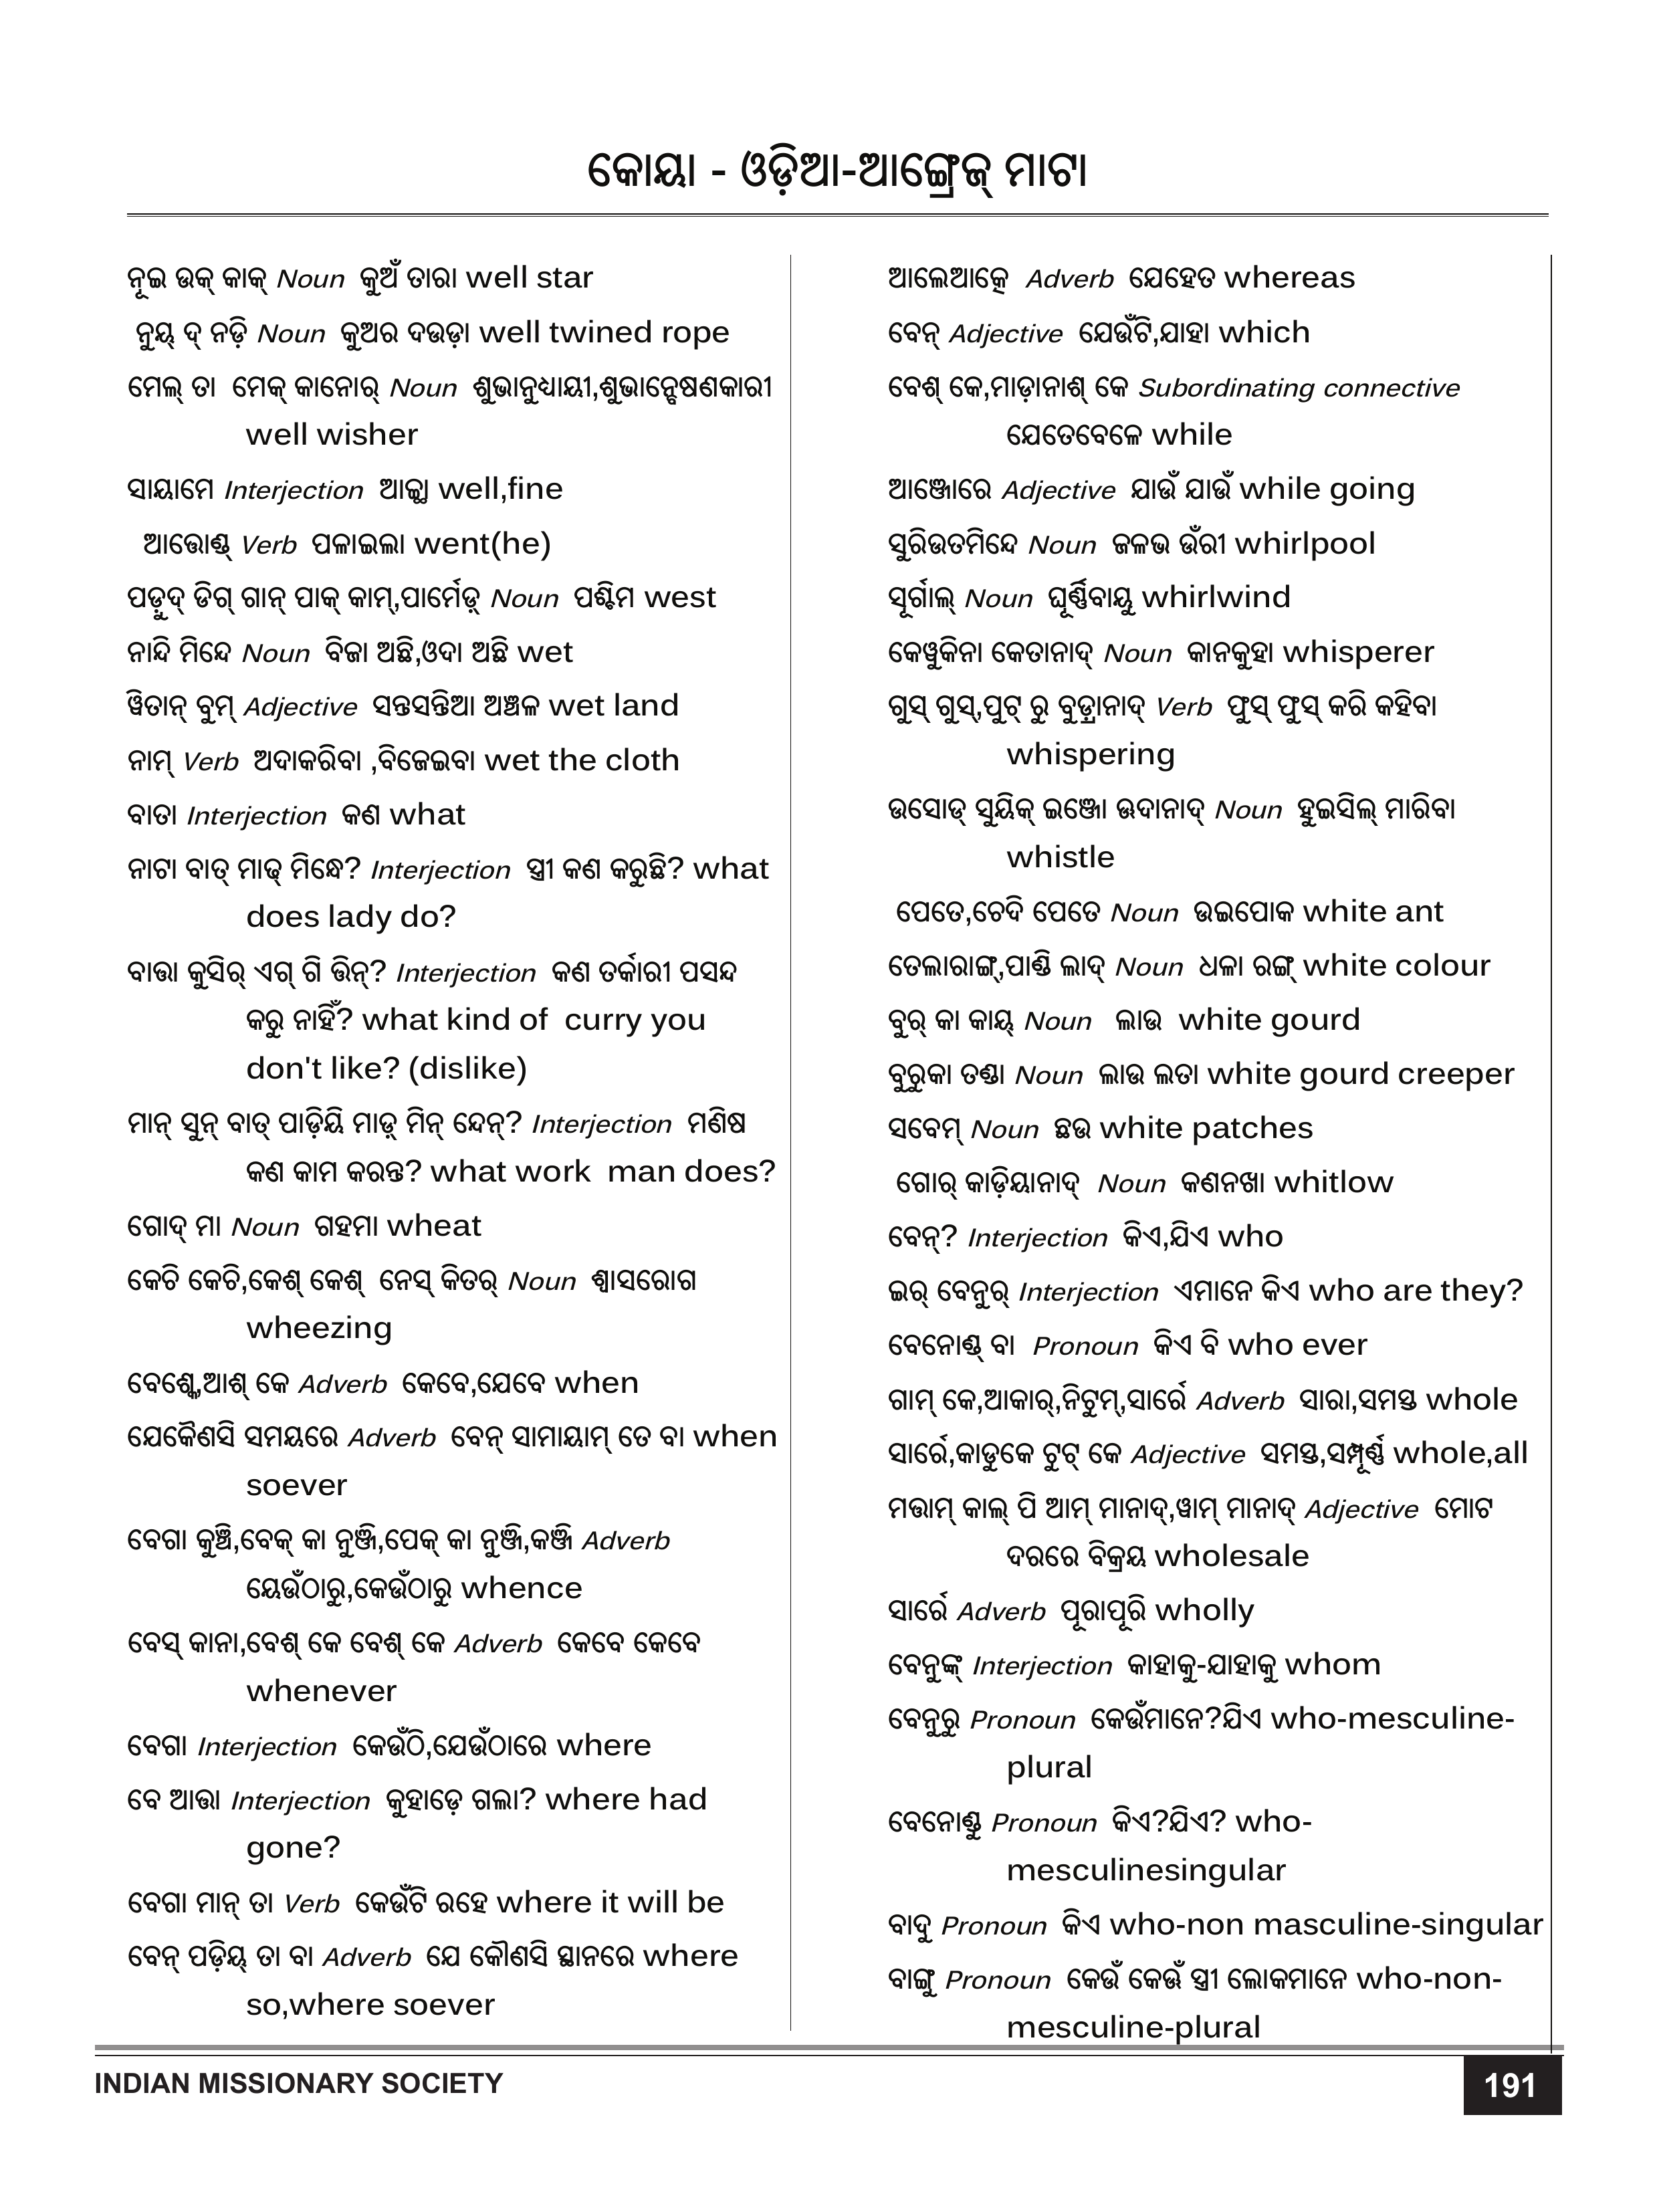 କୋୟା - ଓଡ଼ିଆ-ଆଙ୍ଗ୍ରେଜ୍ ମାଟା
ନୂଇ ଉକ୍ କାକ୍ Noun କୁଅଁ ତାରା well star
ନୁୟ୍ ଦ୍ ନଡ଼ି Noun କୁଅର ଦଉଡ଼ା well twined rope
ମେଲ୍ ତା ମେକ୍ କାନୋର୍ Noun ଶୁଭାନୁଧ୍ୟାୟୀ,ଶୁଭାନ୍ୱେଷଣକାରୀ
well wisher
ସାୟାମେ Interjection ଆଚ୍ଛା well,fine
ଆତ୍ତୋଣ୍ଡ୍ Verb ପଳାଇଲା went(he)
ପଡ଼ୁଦ୍ ଡିଗ୍ ଗାନ୍ ପାକ୍ କାମ୍,ପାର୍ମେଡ଼୍ Noun ପଶ୍ଚିମ west
ନାନ୍ଦି ମିନ୍ଦେ Noun ବିଜା ଅଛି,ଓଦା ଅଛି wet
ୱିତାନ୍ ବୁମ୍ Adjective ସନ୍ତସନ୍ତିଆ ଅଞ୍ଚଳ wet land
ନାମ୍ Verb ଅଦାକରିବା ,ବିଜେଇବା wet the cloth
ବାତା Interjection କଣ what
ନାଟା ବାତ୍ ମାଢ୍ ମିନ୍ଧେ? Interjection ସ୍ତ୍ରୀ କଣ କରୁଛି? what
does lady do?
ବାତ୍ତା କୁସିର୍ ଏଗ୍ ଗି ତ୍ତିନ୍? Interjection କଣ ତର୍କାରୀ ପସନ୍ଦ
କରୁ ନାହିଁ? what kind of curry you
don't like? (dislike)
ମାନ୍ ସୁନ୍ ବାତ୍ ପାଡ଼ିୟି ମାଡ଼୍ ମିନ୍ ନ୍ଦେନ୍? Interjection ମଣିଷ
କଣ କାମ କରନ୍ତ? what work man does?
ଗୋଦ୍ ମା Noun ଗହମା wheat
କେଚି କେଚି,କେଶ୍ କେଶ୍ ନେସ୍ କିତର୍ Noun ଶ୍ୱାସରୋଗ
wheezing
ବେଶ୍କେ,ଆଶ୍ କେ Adverb କେବେ,ଯେବେ when
ଯେକୈଣସି ସମୟରେ Adverb ବେନ୍ ସାମାୟାମ୍ ତେ ବା when
soever
ବେଗା କୁଞ୍ଚି,ବେକ୍ କା ନୁଞ୍ଜି,ପେକ୍ କା ନୁଞ୍ଜି,କଞ୍ଜି Adverb
ୟେଉଁଠାରୁ,କେଉଁଠାରୁ whence
ବେସ୍ କାନା,ବେଶ୍ କେ ବେଶ୍ କେ Adverb କେବେ କେବେ
whenever
ବେଗା Interjection କେଉଁଠି,ଯେଉଁଠାରେ where
ବେ ଆତ୍ତା Interjection କୁହାଡ଼େ ଗଲା? where had
gone?
ବେଗା ମାନ୍ ତା Verb କେଉଁଟି ରହେ where it will be
ବେନ୍ ପଡ଼ିୟ୍ ତା ବା Adverb ଯେ କୌଣସି ସ୍ଥାନରେ where
so,where soever
ଆଲେଆକେ୍ତ Adverb ଯେହେତ whereas
ବେନ୍ Adjective ଯେଉଁଟି,ଯାହା which
ବେଶ୍ କେ,ମାଡ଼ାନାଶ୍ କେ Subordinating connective
ଯେତେବେଳେ while
ଆଞ୍ଜୋରେ Adjective ଯାଉଁ ଯାଉଁ while going
ସୁରିଉତମିନ୍ଦେ Noun ଜଳଭ ଉଁରୀ whirlpool
ସୂର୍ଗାଲ୍ Noun ଘୂର୍ଣ୍ଣିବାୟୁ whirlwind
କେୱୁକିନା କେତାନାଦ୍ Noun କାନକୁହା whisperer
ଗୁସ୍ ଗୁସ୍,ପୁଟ୍ ରୁ ବୁଡ଼୍ରାନାଦ୍ Verb ଫୁସ୍ ଫୁସ୍ କରି କହିବା
whispering
ଉସୋଡ୍ ସୁୟିକ୍ ଇଞ୍ଜୋ ଊଦାନାଦ୍ Noun ହୁଇସିଲ୍ ମାରିବା
whistle
ପେତେ,ଚେଦି ପେତେ Noun ଉଇପୋକ white ant
ତେଲାରାଙ୍ଗ୍,ପାଣ୍ଡି ଲାଦ୍ Noun ଧଳା ରଙ୍ଗ୍ white colour
ବୁର୍ କା କାୟ୍ Noun ଲାଉ white gourd
ବୁରୁକା ତଣ୍ଡା Noun ଲାଉ ଲତା white gourd creeper
ସବେମ୍ Noun ଛଉ white patches
ଗୋର୍ କାଡ଼ିୟାନାଦ୍ Noun କଣନଖା whitlow
ବେନ୍? Interjection କିଏ,ଯିଏ who
ଇର୍ ବେନୁର୍ Interjection ଏମାନେ କିଏ who are they?
ବେନୋଣ୍ଡ୍ ବା Pronoun କିଏ ବି who ever
ଗାମ୍ କେ,ଆକାର୍,ନିଟୁମ୍,ସାର୍ରେ Adverb ସାରା,ସମସ୍ତ whole
ସାର୍ରେ,କାଡୁକେ ଟୁଟ୍ କେ Adjective ସମସ୍ତ,ସମ୍ପୂର୍ଣ୍ଣ whole,all
ମତ୍ତାମ୍ କାଲ୍ ପି ଆମ୍ ମାନାଦ୍,ୱାମ୍ ମାନାଦ୍ Adjective ମୋଟ
ଦରରେ ବିକ୍ରୟ wholesale
ସାର୍ରେ Adverb ପୂରାପୂରି wholly
ବେନୁଙ୍କ୍ Interjection କାହାକୁ-ଯାହାକୁ whom
ବେନୁରୁ Pronoun କେଉଁମାନେ?ଯିଏ who-mesculine-
plural
ବେନୋଣ୍ଡୁ Pronoun କିଏ?ଯିଏ? who-
mesculinesingular
ବାଦୁ Pronoun କିଏ who-non masculine-singular
ବାଙ୍ଗୁ Pronoun କେଉଁ କେଊଁ ସ୍ତ୍ରୀ ଲୋକମାନେ who-non-
mesculine-plural
INDIAN MISSIONARY SOCIETY
191